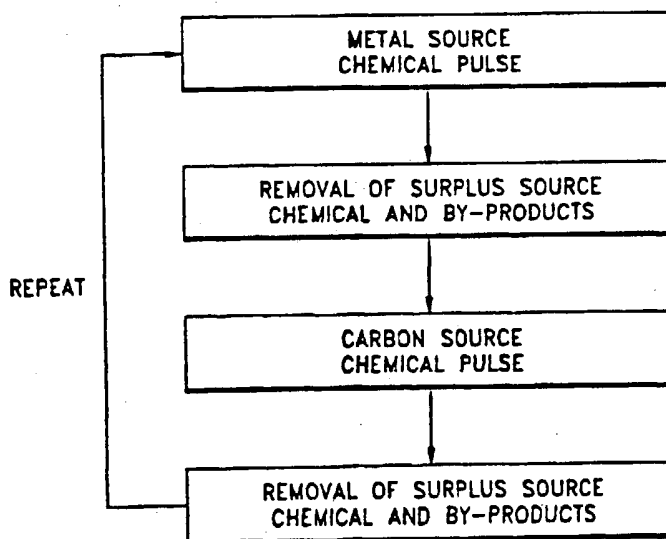 METAL SOURCE
CHEMICAL PULSE
REMOVAL OF SURPLUS SOURCE
CHEMICAL AND BY-PRODUCTS
REPEAT
CARBON SOURCE
CHEMICAL PULSE
REMOVAL OF SURPLUS SOURCE
CHEMICAL AND BY-PRODUCTS